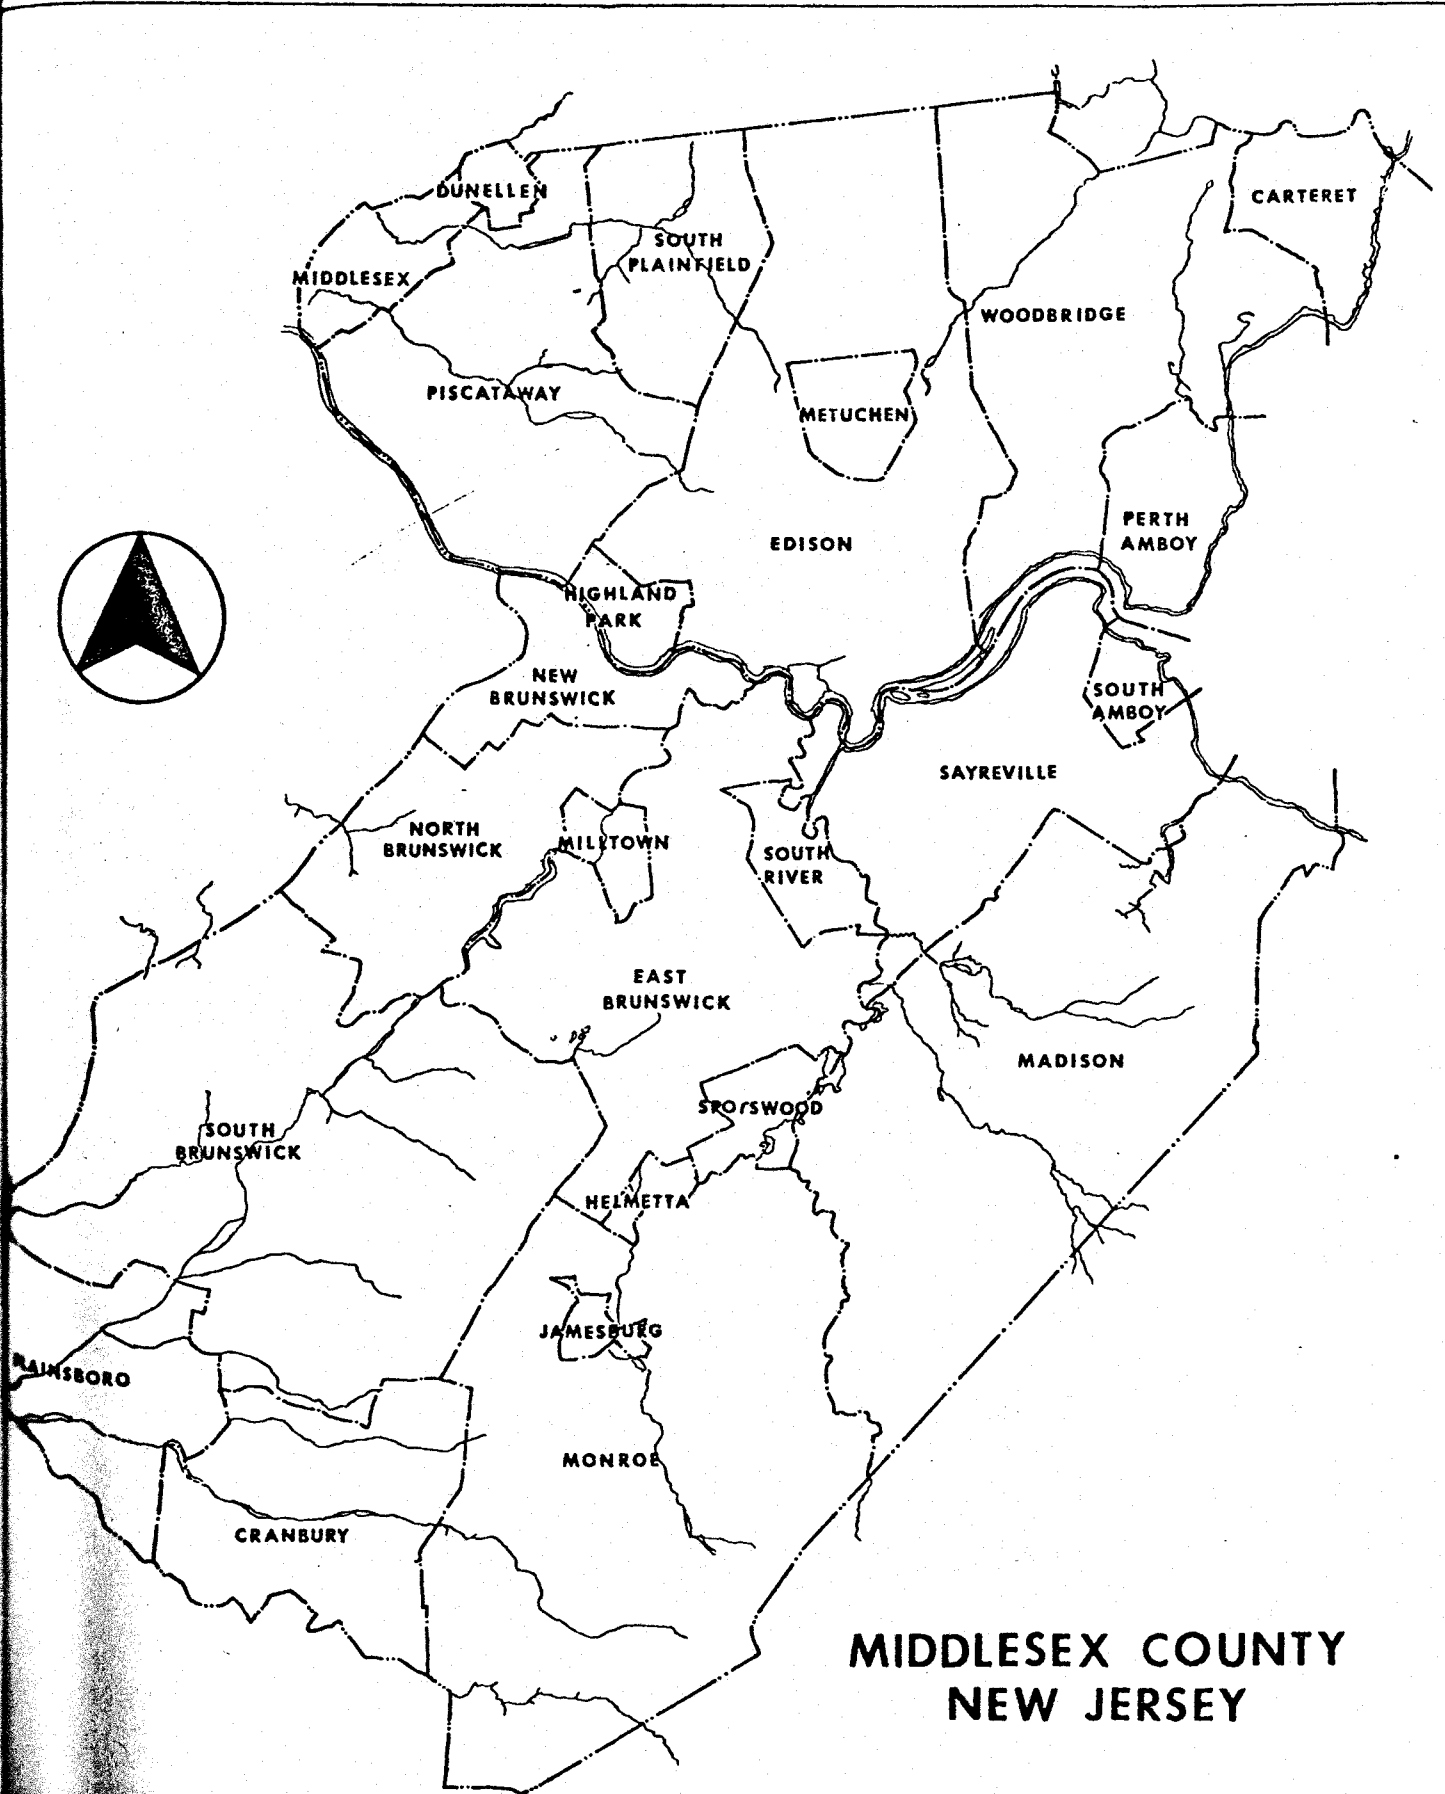 DUNELLEN
CARTERET
SOUTH
PLAINFIELD
MIDDLESEX
WOODBRIDGE
PISCATAWAY
METUCHEN
PERTH
AMBOY
EDISON
HIGHLAND
PARK
NEW
BRUNSWICK
SOUTH
AMBOY
SAYREVILLE
NORTH
BRUNSWICK
MILLTOWN
SOUTH
RIVER
EAST
BRUNSWICK
MADISON
SPOTSWOOD
SOUTH
BRUNSWICK
HELMETTA
JAMESBURG
PLAINSBORO
MONROE
CRANBURY
MIDDLESEX COUNTY
NEW JERSEY